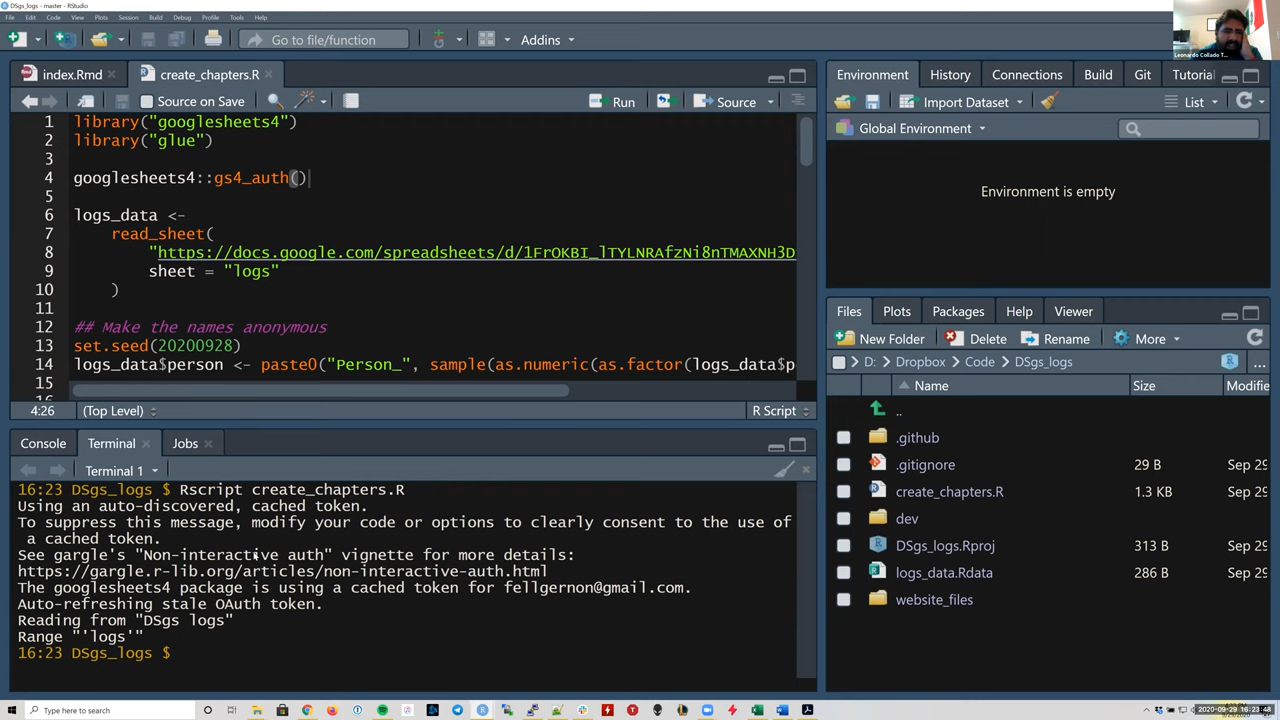 DSgs_logs - master - RStudio
File Edit Code View Plots Session Build Debug Profile Tools Help
Go to file/function
Addins
Leonardo Collado T...
index.Rmd
create_chapters.R
Source on Save
Run
Source
1 library("googlesheets4")
2 library("glue")
3
4 googlesheets4::gs4_auth()
5
6 logs_data <-
7 read_sheet(
8 "https://docs.google.com/spreadsheets/d/1FrOKBI_lTYLNRAfzNi8nTMAXNH3D
9 sheet = "logs"
10 )
11
12 ## Make the names anonymous
13 set.seed(20200928)
14 logs_data$person <- paste0("Person_", sample(as.numeric(as.factor(logs_data$p
15
4:26
(Top Level)
R Script
Console
Terminal
Jobs
Terminal 1
16:23 DSgs_logs $ Rscript create_chapters.R
Using an auto-discovered, cached token.
To suppress this message, modify your code or options to clearly consent to the use of
a cached token.
See gargle's "Non-interactive auth" vignette for more details:
https://gargle.r-lib.org/articles/non-interactive-auth.html
The googlesheets4 package is using a cached token for fellgernon@gmail.com.
Auto-refreshing stale OAuth token.
Reading from "DSgs logs"
Range "'logs'"
16:23 DSgs_logs $
Environment
History
Connections
Build
Git
Tutorial
Import Dataset
List
Global Environment
Environment is empty
Files
Plots
Packages
Help
Viewer
New Folder
Delete
Rename
More
D: Dropbox Code DSgs_logs
Name
Size
Modifie
..
.github
.gitignore 29 B Sep 29
create_chapters.R 1.3 KB Sep 29
dev
DSgs_logs.Rproj 313 B Sep 29
logs_data.Rdata 286 B Sep 29
website_files
Type here to search
2020-09-29 16:23:48